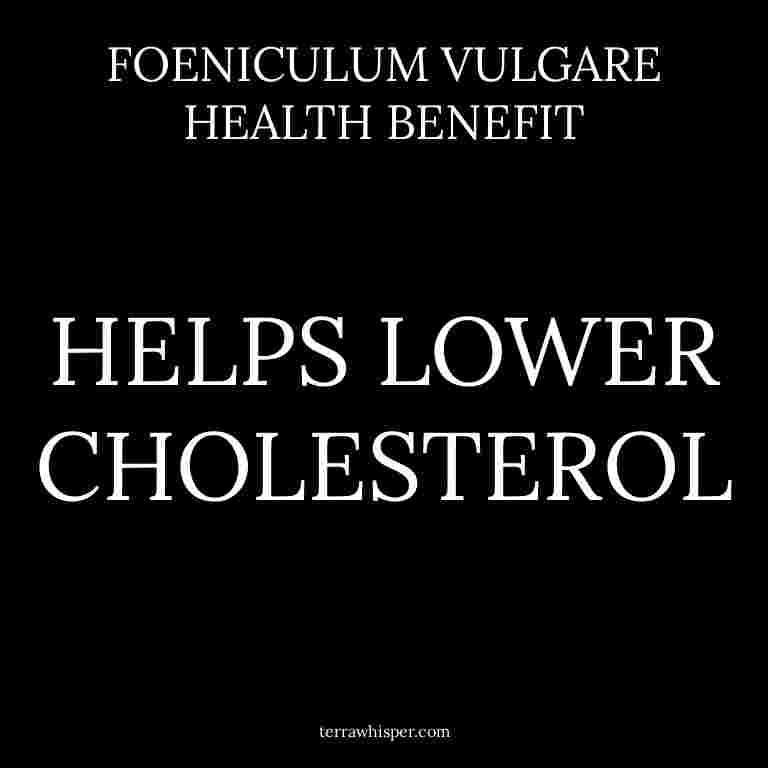 FOENICULUM VULGARE
HEALTH BENEFIT
HELPS LOWER
CHOLESTEROL
terrawhisper.com